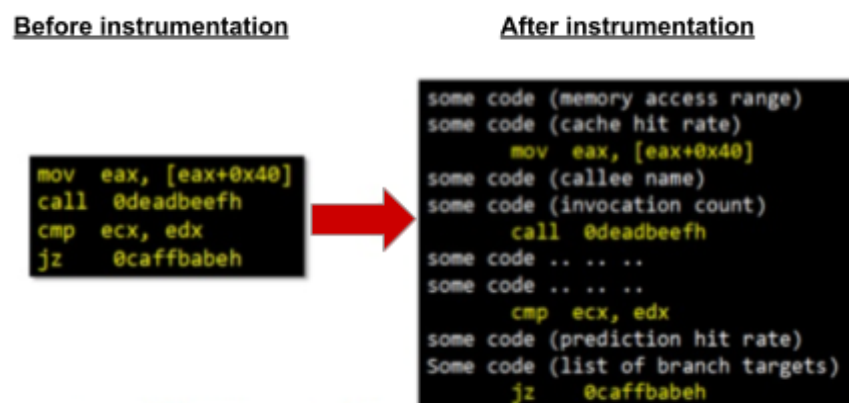 Before instrumentation
After instrumentation
mov eax, [eax+0x40]
call 0deadbeefh
cmp ecx, edx
jz 0caffbabeh
some code (memory access range)
some code (cache hit rate)
mov eax, [eax+0x40]
some code (callee name)
some code (invocation count)
call 0deadbeefh
some code .. .. ..
some code .. .. ..
cmp ecx, edx
some code (prediction hit rate)
Some code (list of branch targets)
jz 0caffbabeh